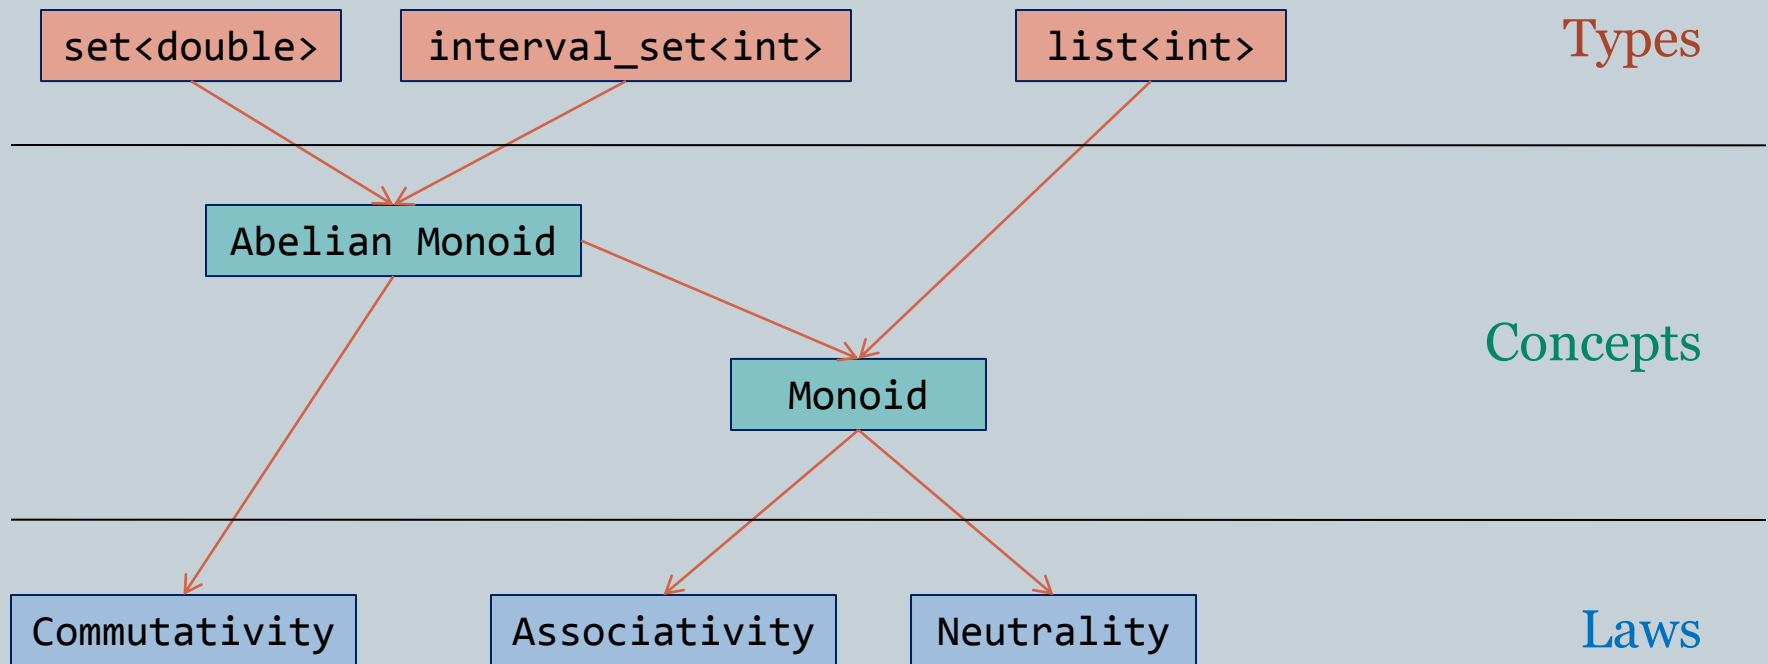 set<double>
interval_set<int>
list<int>
Types
Abelian Monoid
Concepts
Monoid
Commutativity
Associativity
Neutrality
Laws